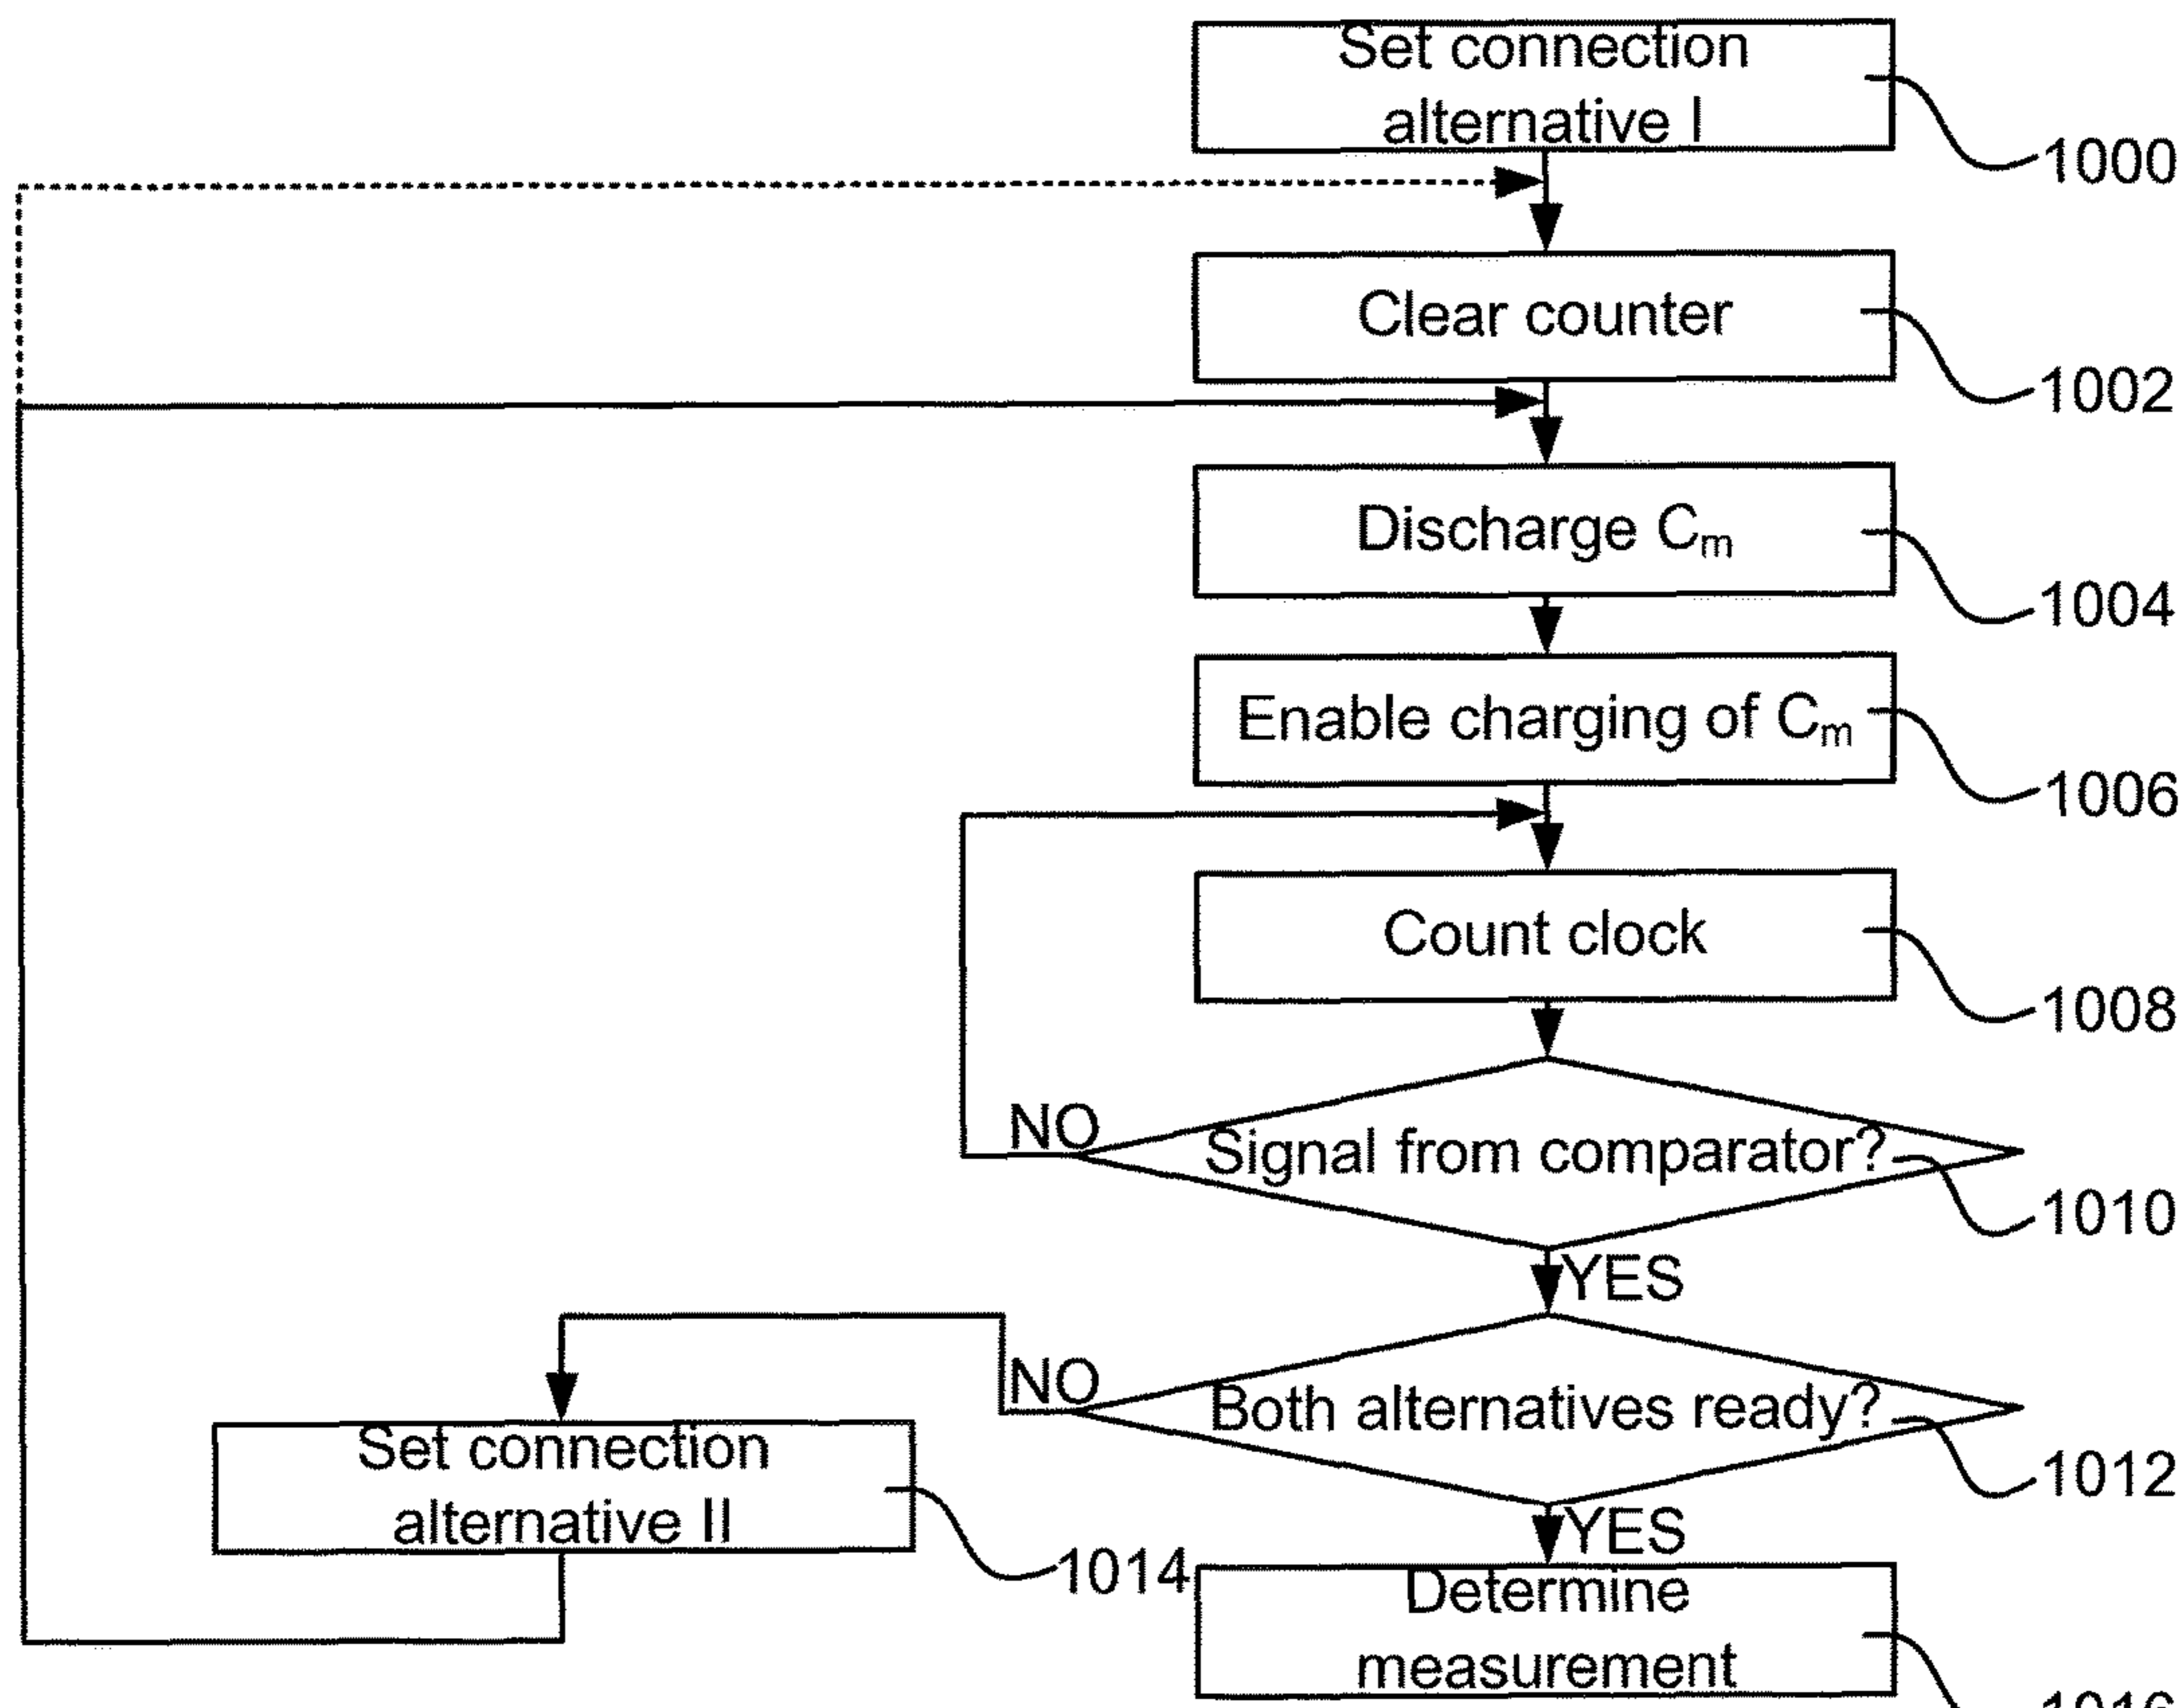 Set connection
alternative I
1000
Clear counter
1002
Discharge Cm
1004
Enable charging of Cm
1006
Count clock
1008
NO
Signal from comparator?
1010
YES
NO
Both alternatives ready?
1012
YES
Set connection
alternative II
1014
Determine
measurement